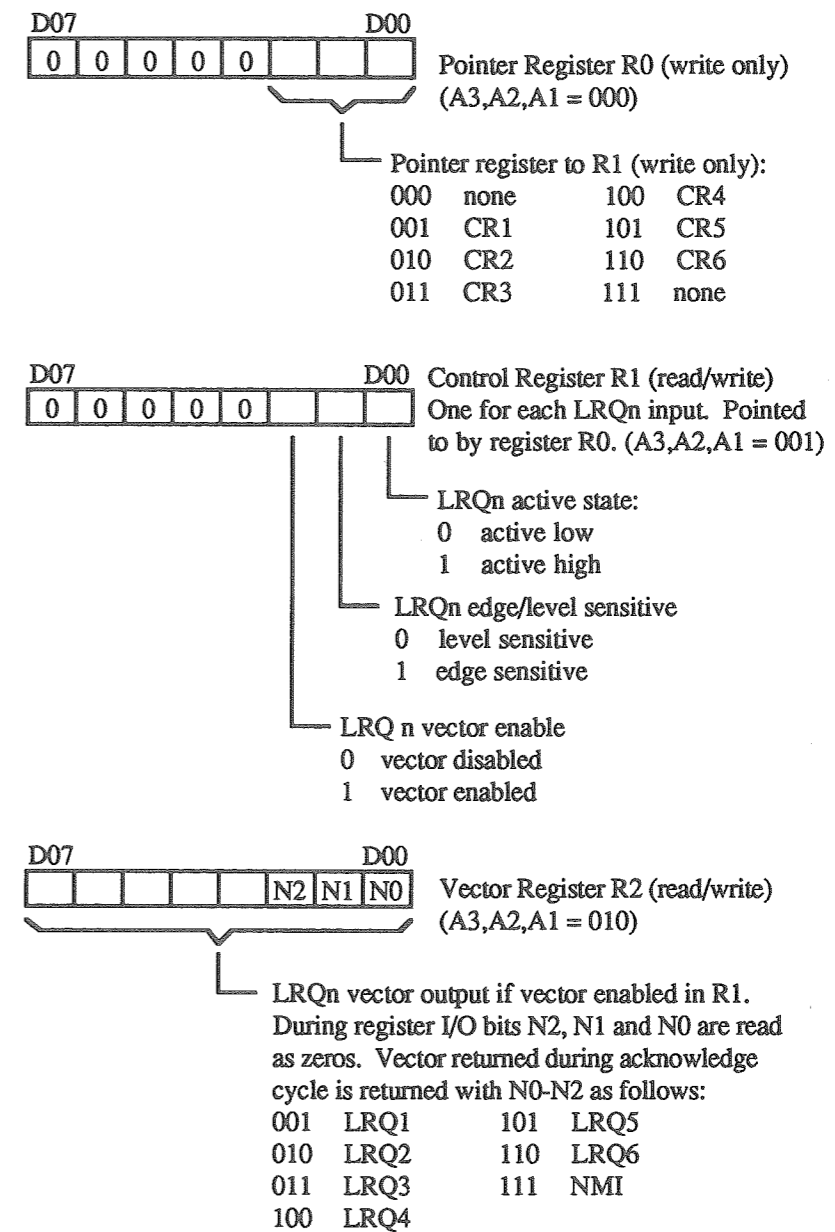 D07 D00
0 0 0 0 0
Pointer Register R0 (write only)
(A3,A2,A1 = 000)
Pointer register to R1 (write only):
000 none 100 CR4
001 CR1 101 CR5
010 CR2 110 CR6
011 CR3 111 none
D07 D00
0 0 0 0 0
Control Register R1 (read/write)
One for each LRQn input. Pointed
to by register R0. (A3,A2,A1 = 001)
LRQn active state:
0 active low
1 active high
LRQn edge/level sensitive
0 level sensitive
1 edge sensitive
LRQ n vector enable
0 vector disabled
1 vector enabled
D07 D00
N2 N1 N0
Vector Register R2 (read/write)
(A3,A2,A1 = 010)
LRQn vector output if vector enabled in R1.
During register I/O bits N2, N1 and N0 are read
as zeros. Vector returned during acknowledge
cycle is returned with N0-N2 as follows:
001 LRQ1 101 LRQ5
010 LRQ2 110 LRQ6
011 LRQ3 111 NMI
100 LRQ4